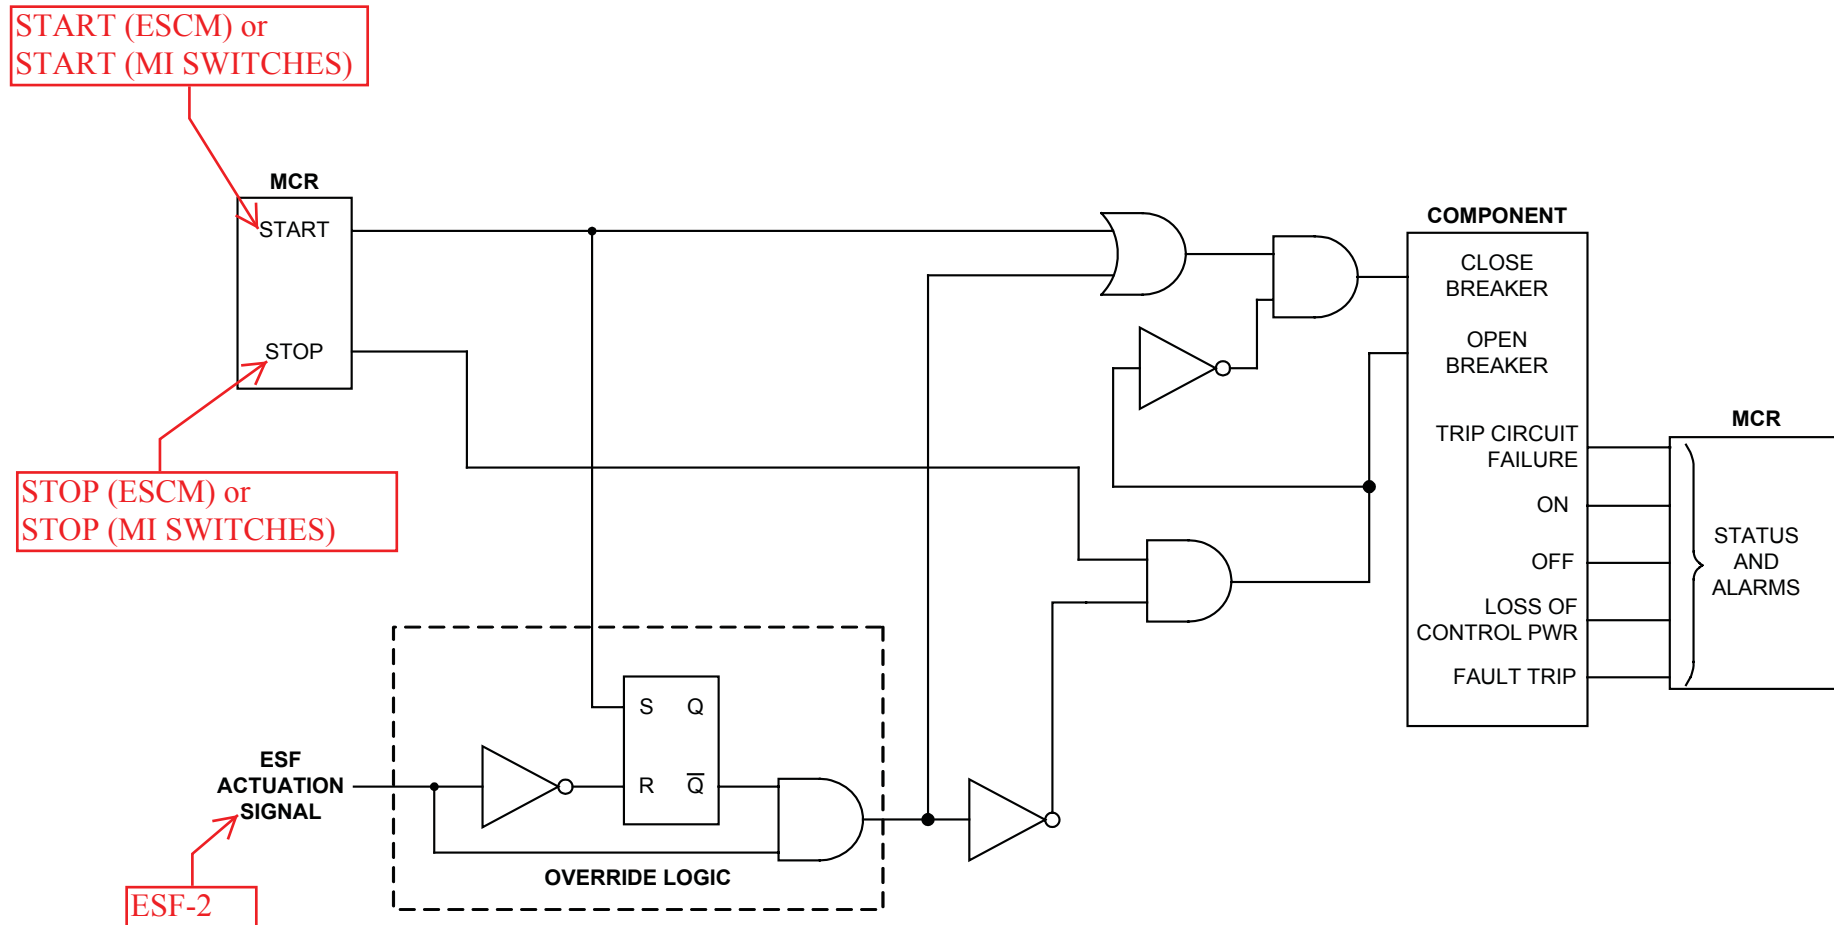 START (ESCM) or
START (MI SWITCHES)
MCR
START
STOP
STOP (ESCM) or
STOP (MI SWITCHES)
COMPONENT
CLOSE
BREAKER
OPEN
BREAKER
TRIP CIRCUIT
FAILURE
ON
OFF
LOSS OF
CONTROL PWR
FAULT TRIP
MCR
STATUS
AND
ALARMS
S Q
R Q̅
OVERRIDE LOGIC
ESF
ACTUATION
SIGNAL
ESF-2